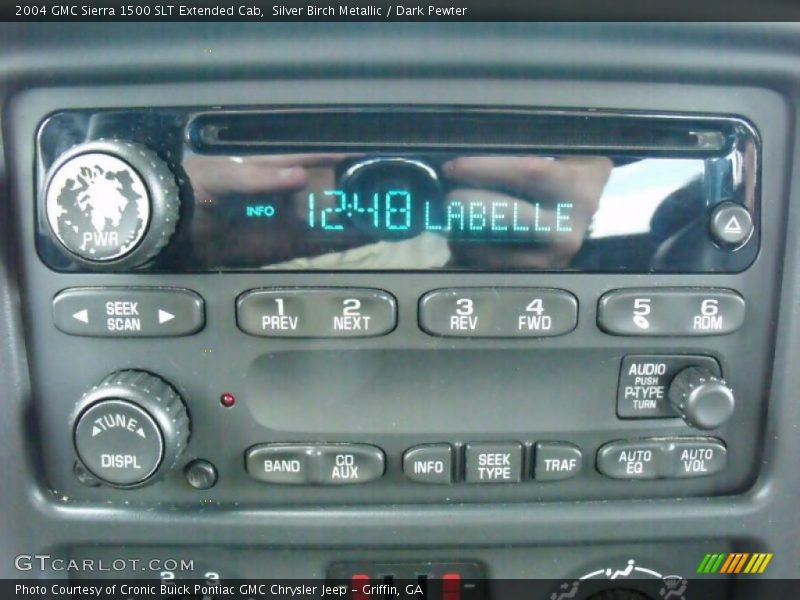 2004 GMC Sierra 1500 SLT Extended Cab, Silver Birch Metallic / Dark Pewter
PWR
INFO 12:48 LABELLE
SEEK
SCAN
1
PREV
2
NEXT
3
REV
4
FWD
5
6
RDM
AUDIO
PUSH
P-TYPE
TURN
TUNE
DISPL
BAND
CD
AUX
INFO
SEEK
TYPE
TRAF
AUTO
EQ
AUTO
VOL
GTCARLOT.COM
2 3
Photo Courtesy of Cronic Buick Pontiac GMC Chrysler Jeep - Griffin, GA